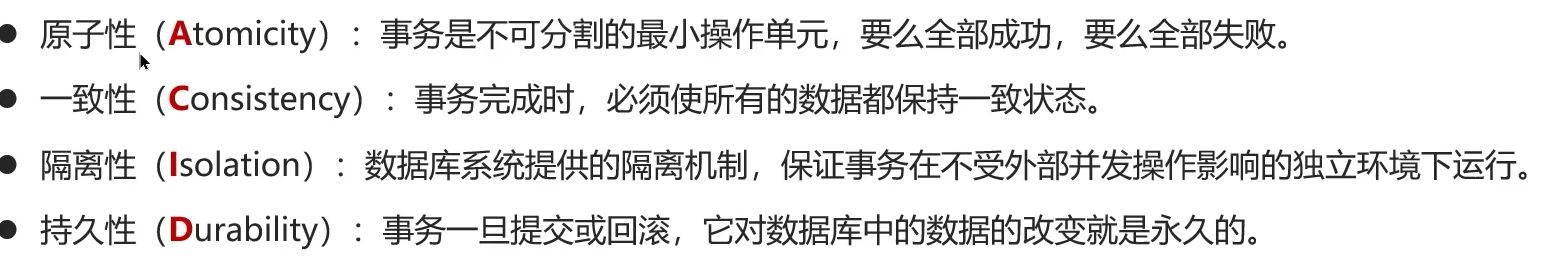 ● 原子性（Atomicity）：事务是不可分割的最小操作单元，要么全部成功，要么全部失败。
● 一致性（Consistency）：事务完成时，必须使所有的数据都保持一致状态。
● 隔离性（Isolation）：数据库系统提供的隔离机制，保证事务在不受外部并发操作影响的独立环境下运行。
● 持久性（Durability）：事务一旦提交或回滚，它对数据库中的数据的改变就是永久的。